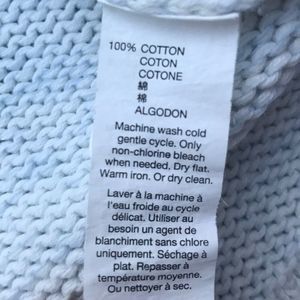 100% COTTON
COTON
COTONE
綿
棉
ALGODON
Machine wash cold
gentle cycle. Only
non-chlorine bleach
when needed. Dry flat.
Warm iron. Or dry clean.
Laver à la machine à
l'eau froide au cycle
délicat. Utiliser au
besoin un agent de
blanchiment sans chlore
uniquement. Séchage à
plat. Repasser à
température moyenne.
Ou nettoyer à sec.